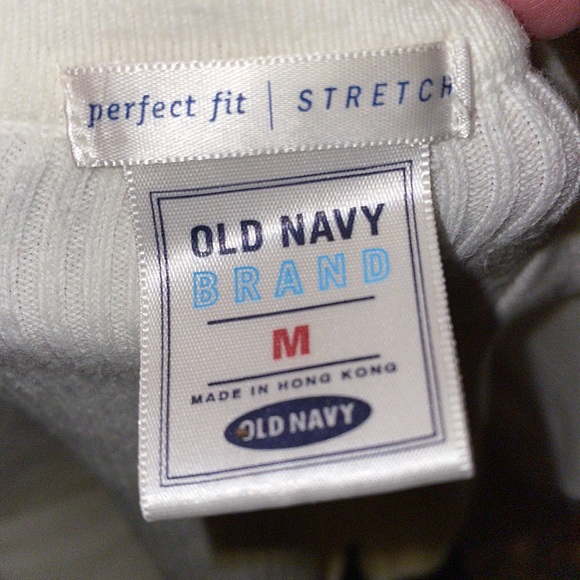 perfect fit | STRETCH
OLD NAVY
BRAND
M
MADE IN HONG KONG
OLD NAVY